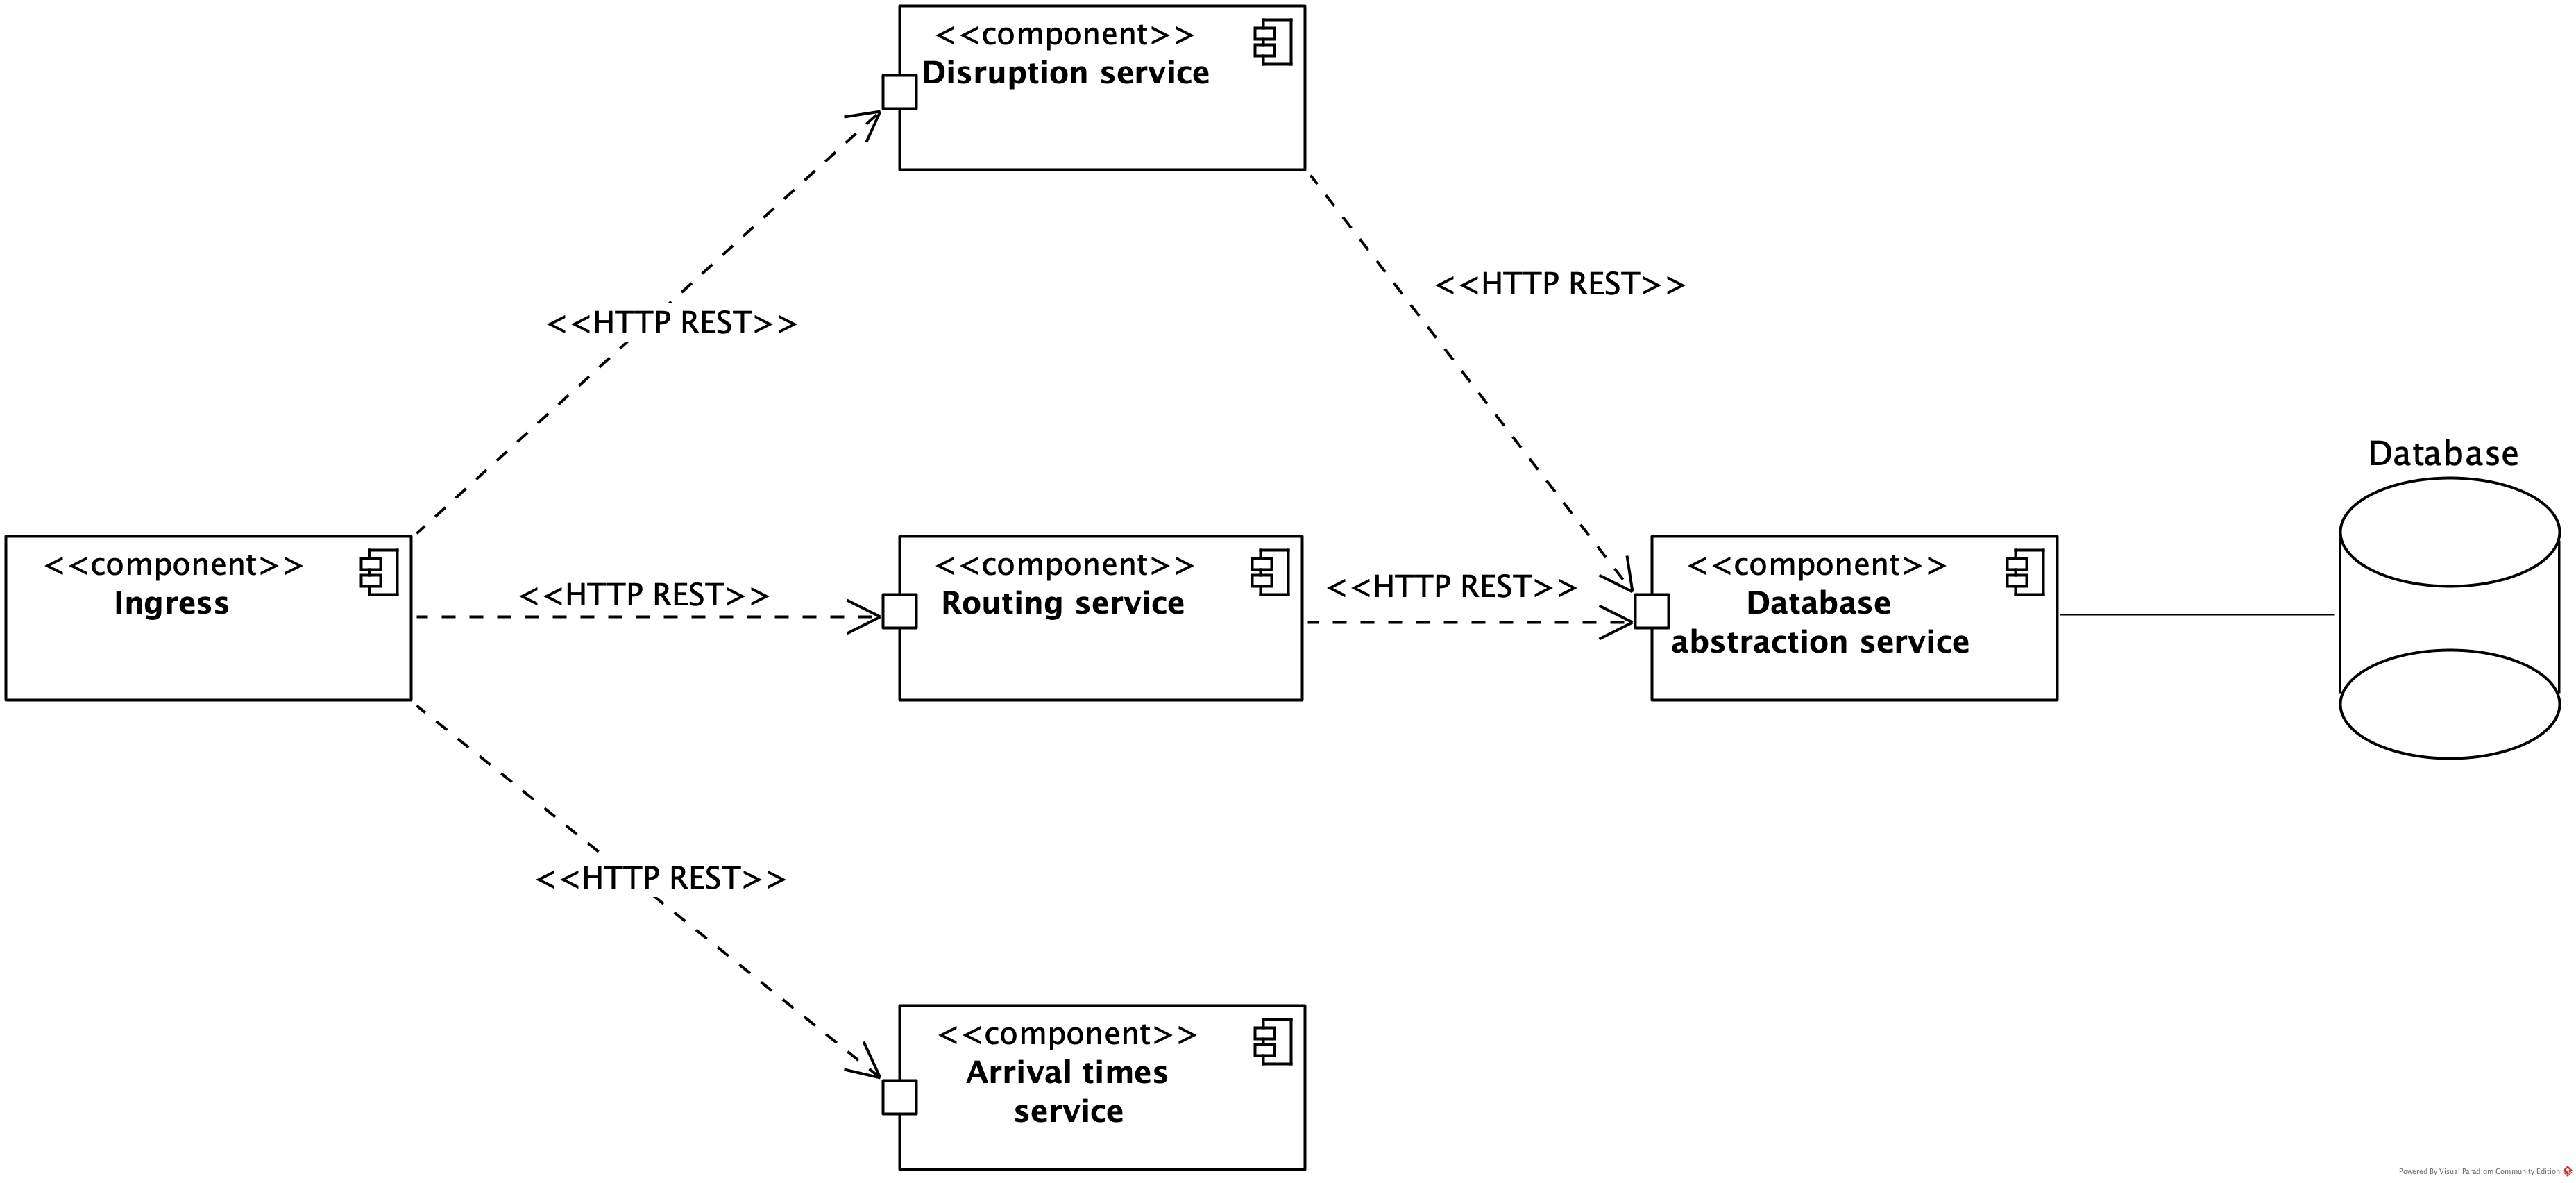 <<component>>
Disruption service
<<HTTP REST>>
<<HTTP REST>>
Database
<<component>>
Ingress
<<HTTP REST>>
<<component>>
Routing service
<<HTTP REST>>
<<component>>
Database
abstraction service
<<HTTP REST>>
<<component>>
Arrival times
service
Powered By Visual Paradigm Community Edition